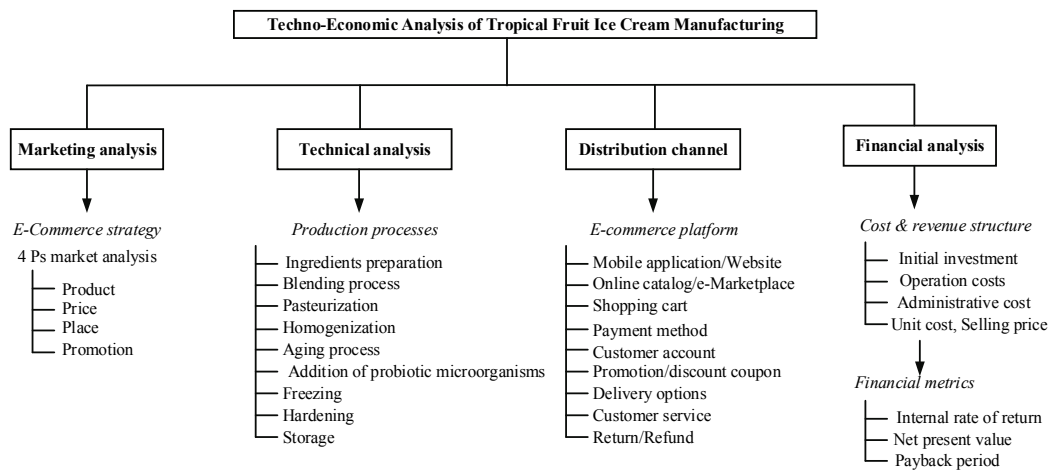 Techno-Economic Analysis of Tropical Fruit Ice Cream Manufacturing
Marketing analysis
E-Commerce strategy
4 Ps market analysis
Product
Price
Place
Promotion
Technical analysis
Production processes
Ingredients preparation
Blending process
Pasteurization
Homogenization
Aging process
Addition of probiotic microorganisms
Freezing
Hardening
Storage
Distribution channel
E-commerce platform
Mobile application/Website
Online catalog/e-Marketplace
Shopping cart
Payment method
Customer account
Promotion/discount coupon
Delivery options
Customer service
Return/Refund
Financial analysis
Cost & revenue structure
Initial investment
Operation costs
Administrative cost
Unit cost, Selling price
Financial metrics
Internal rate of return
Net present value
Payback period